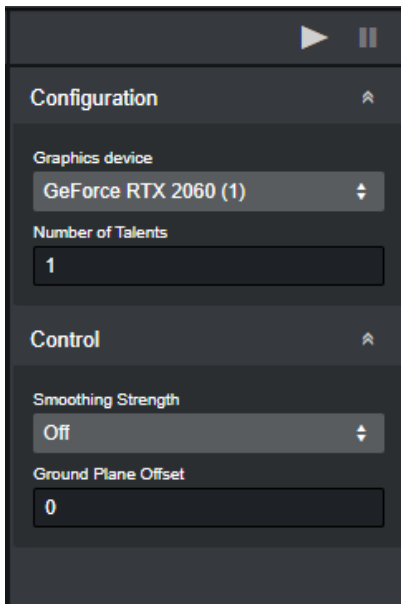 Configuration
Graphics device
GeForce RTX 2060 (1)
Number of Talents
1
Control
Smoothing Strength
Off
Ground Plane Offset
0